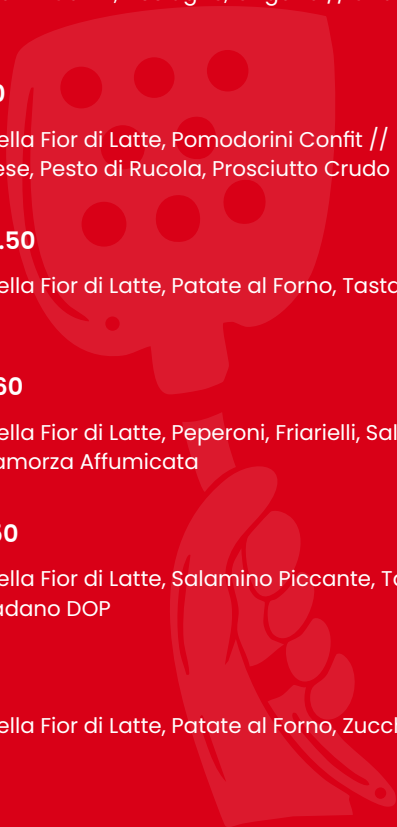 0
ella Fior di Latte, Pomodorini Confit //
ese, Pesto di Rucola, Prosciutto Crudo
.50
ella Fior di Latte, Patate al Forno, Tasta
60
ella Fior di Latte, Peperoni, Friarielli, Sal
amorza Affumicata
50
ella Fior di Latte, Salamino Piccante, Ta
adano DOP
ella Fior di Latte, Patate al Forno, Zucch